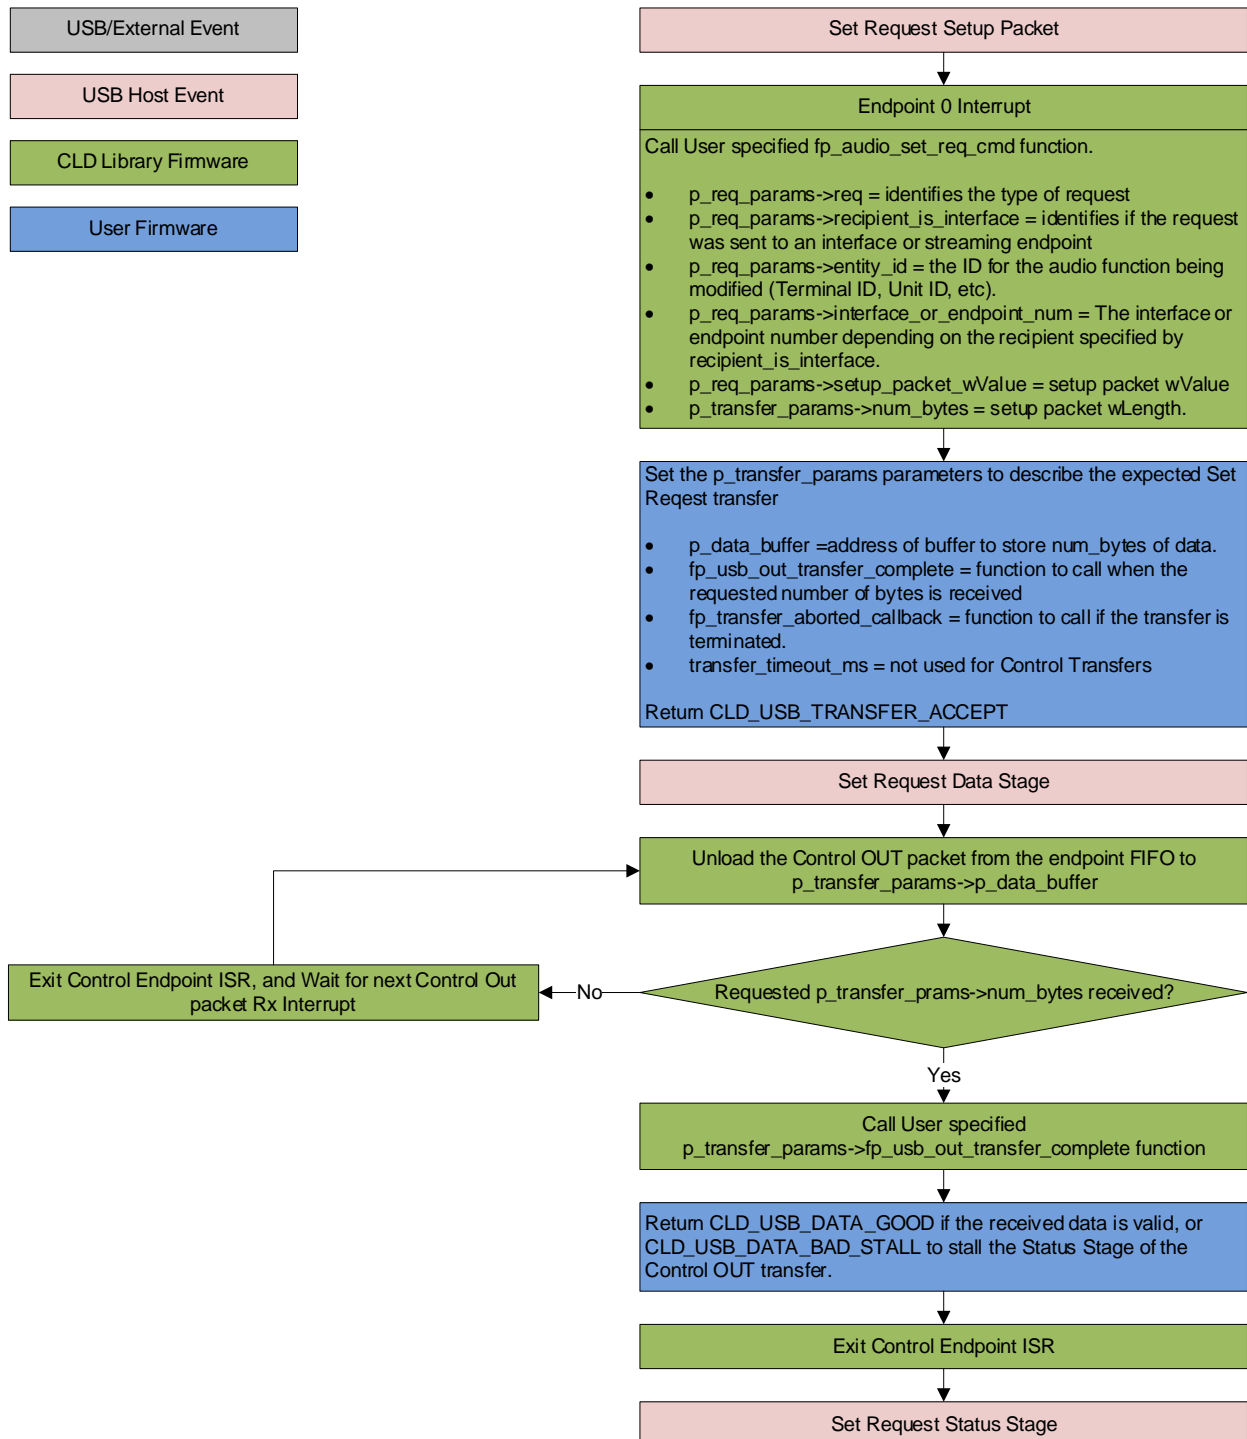 USB/External Event
USB Host Event
CLD Library Firmware
User Firmware
Set Request Setup Packet
Endpoint 0 Interrupt
Call User specified fp_audio_set_req_cmd function.
• p_req_params->req = identifies the type of request
• p_req_params->recipient_is_interface = identifies if the request
was sent to an interface or streaming endpoint
• p_req_params->entity_id = the ID for the audio function being
modified (Terminal ID, Unit ID, etc).
• p_req_params->interface_or_endpoint_num = The interface or
endpoint number depending on the recipient specified by
recipient_is_interface.
• p_req_params->setup_packet_wValue = setup packet wValue
• p_transfer_params->num_bytes = setup packet wLength.
Set the p_transfer_params parameters to describe the expected Set
Reqest transfer
• p_data_buffer =address of buffer to store num_bytes of data.
• fp_usb_out_transfer_complete = function to call when the
requested number of bytes is received
• fp_transfer_aborted_callback = function to call if the transfer is
terminated.
• transfer_timeout_ms = not used for Control Transfers
Return CLD_USB_TRANSFER_ACCEPT
Set Request Data Stage
Unload the Control OUT packet from the endpoint FIFO to
p_transfer_params->p_data_buffer
Exit Control Endpoint ISR, and Wait for next Control Out
packet Rx Interrupt
No
Requested p_transfer_prams->num_bytes received?
Yes
Call User specified
p_transfer_params->fp_usb_out_transfer_complete function
Return CLD_USB_DATA_GOOD if the received data is valid, or
CLD_USB_DATA_BAD_STALL to stall the Status Stage of the
Control OUT transfer.
Exit Control Endpoint ISR
Set Request Status Stage